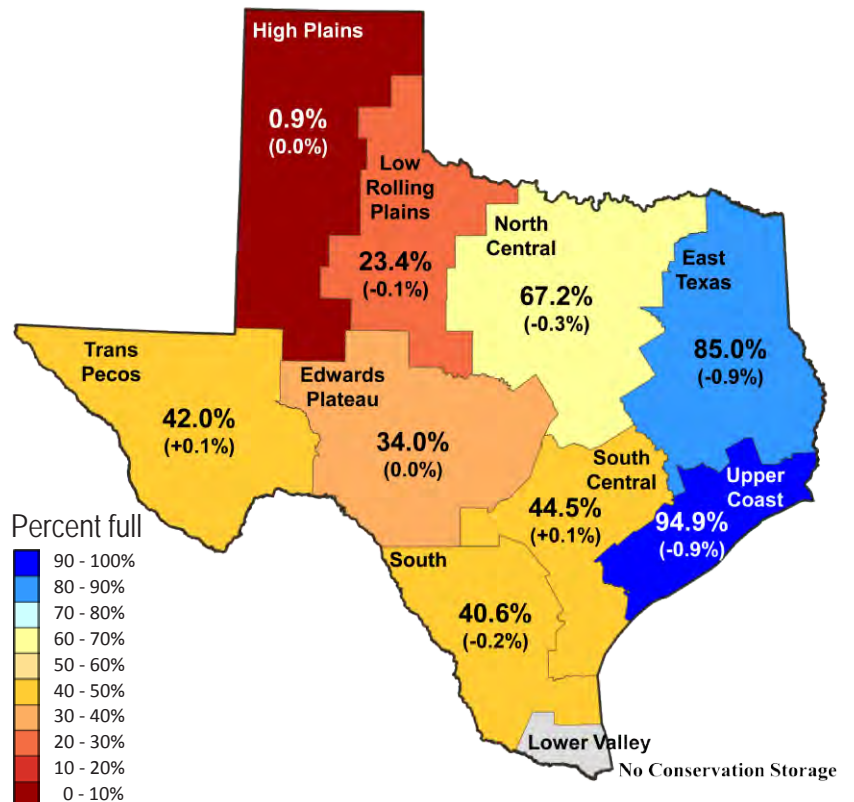 High Plains
0.9%
(0.0%)
Low
Rolling
Plains
23.4%
(-0.1%)
North
Central
67.2%
(-0.3%)
East
Texas
85.0%
(-0.9%)
Trans
Pecos
42.0%
(+0.1%)
Edwards
Plateau
34.0%
(0.0%)
South
Central
44.5%
(+0.1%)
Upper
Coast
94.9%
(-0.9%)
South
40.6%
(-0.2%)
Lower Valley
No Conservation Storage
Percent full
90 - 100%
80 - 90%
70 - 80%
60 - 70%
50 - 60%
40 - 50%
30 - 40%
20 - 30%
10 - 20%
0 - 10%